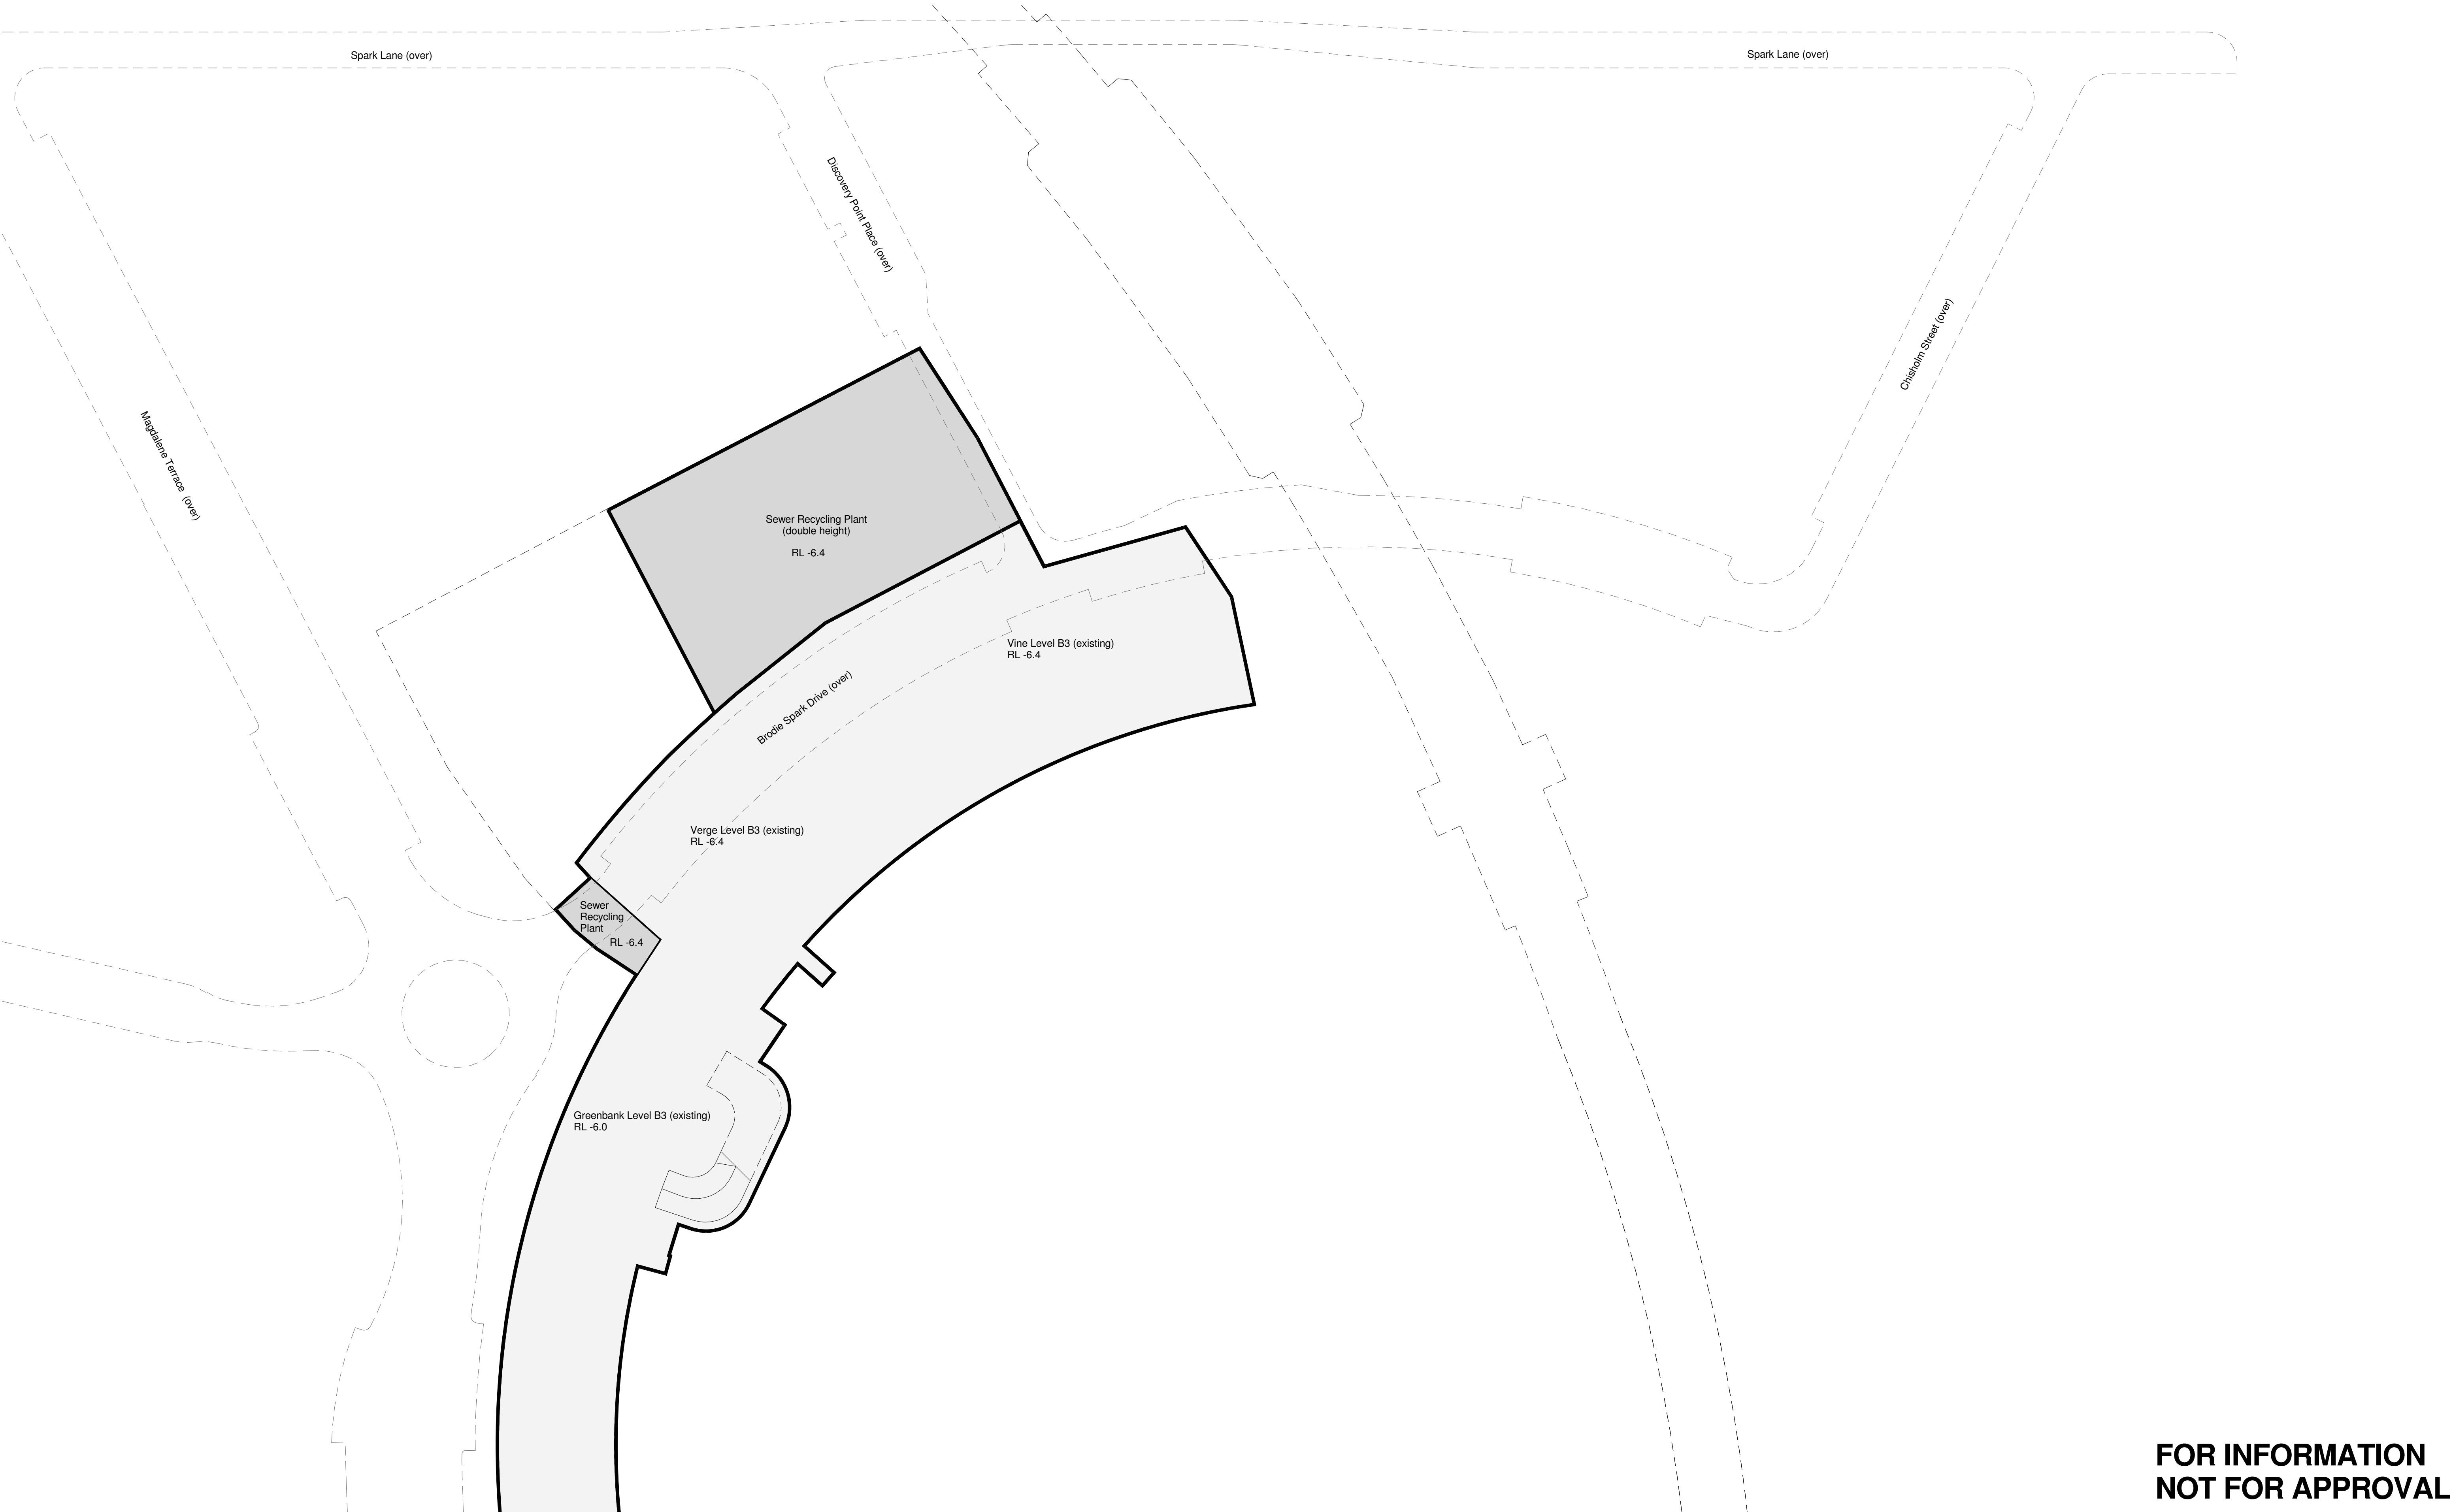 Spark Lane (over)
Spark Lane (over)
Discovery Point Place (over)
Chisholm Street (over)
Magdalene Terrace (over)
Sewer Recycling Plant
(double height)
RL -6.4
Vine Level B3 (existing)
RL -6.4
Brodie Spark Drive (over)
Verge Level B3 (existing)
RL -6.4
Sewer
Recycling
Plant
RL -6.4
Greenbank Level B3 (existing)
RL -6.0
FOR INFORMATION
NOT FOR APPROVAL